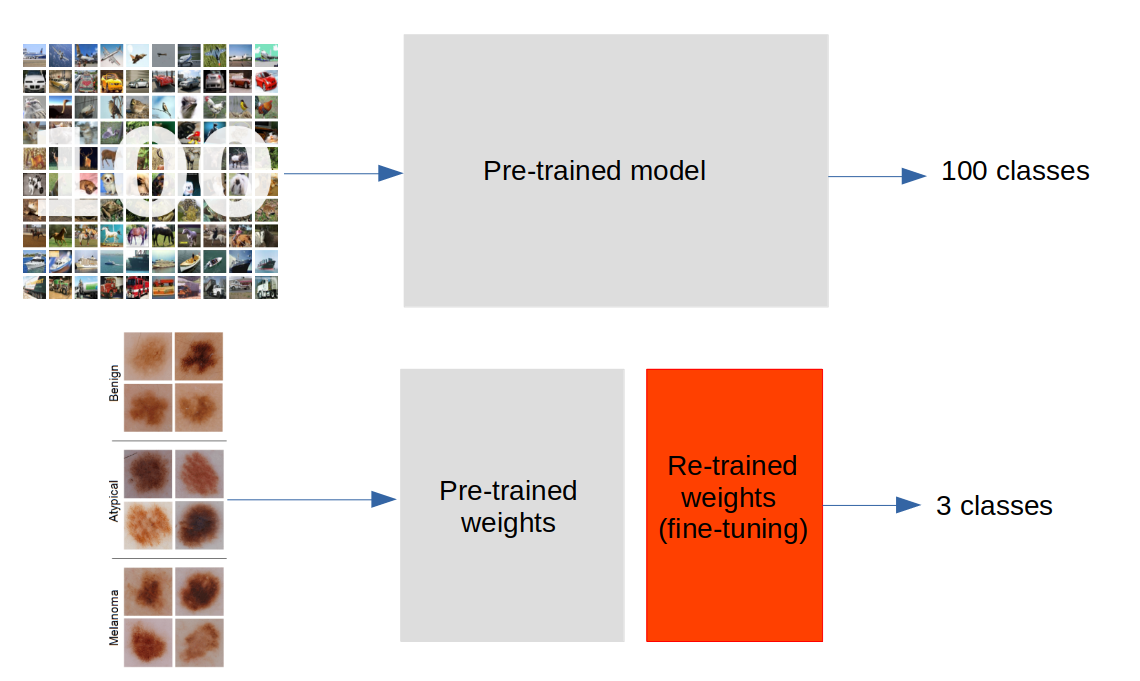 100
Pre-trained model
100 classes
Benign
Atypical
Melanoma
Pre-trained
weights
Re-trained
weights
(fine-tuning)
3 classes